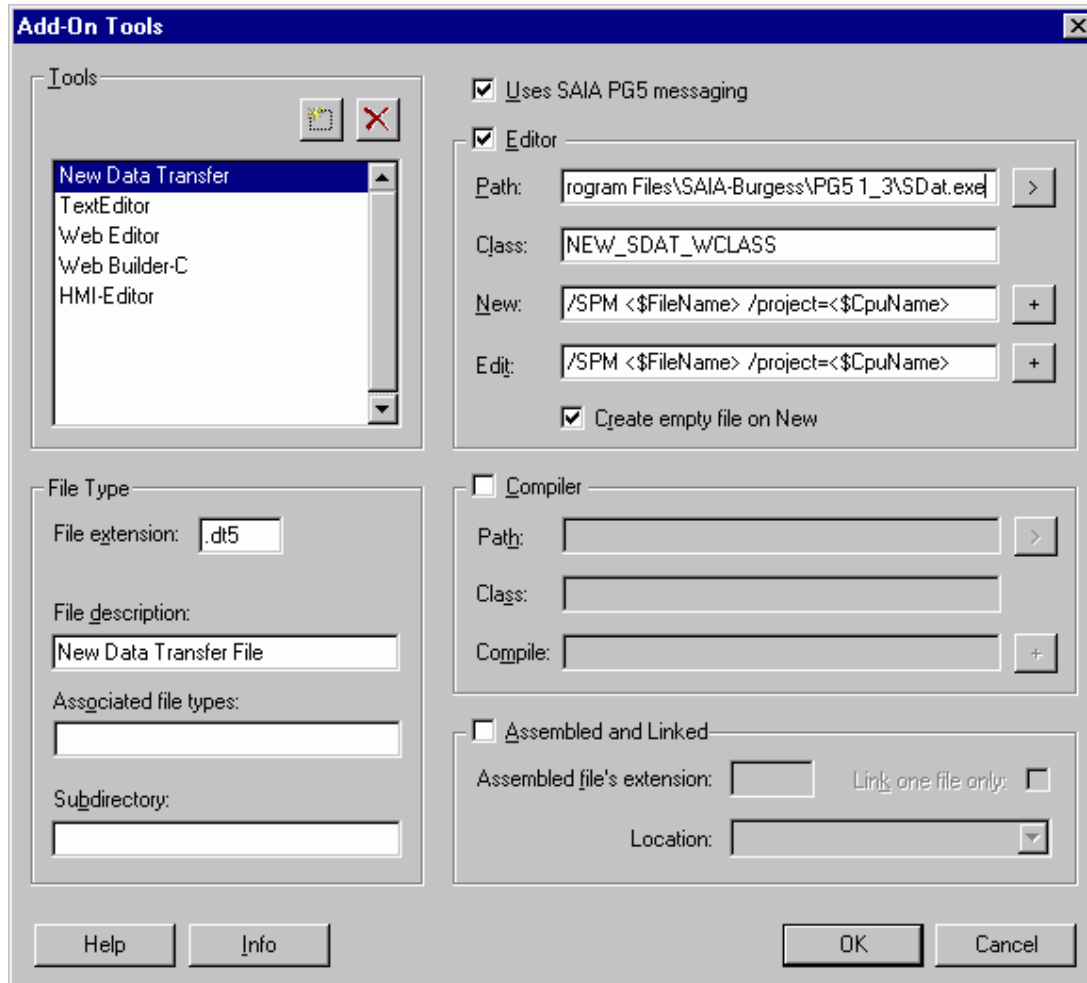 Add-On Tools
Tools
New Data Transfer
TextEditor
Web Editor
Web Builder-C
HMI-Editor
Uses SAIA PG5 messaging
Editor
Path: rogram Files\SAIA-Burgess\PG5 1_3\SDat.exe >
Class: NEW_SDAT_WCLASS
New: /SPM <$FileName> /project=<$CpuName> +
Edit: /SPM <$FileName> /project=<$CpuName> +
Create empty file on New
File Type
File extension: .dt5
File description:
New Data Transfer File
Associated file types:
Subdirectory:
Compiler
Path: >
Class:
Compile: +
Assembled and Linked
Assembled file's extension: Link one file only:
Location:
Help Info OK Cancel